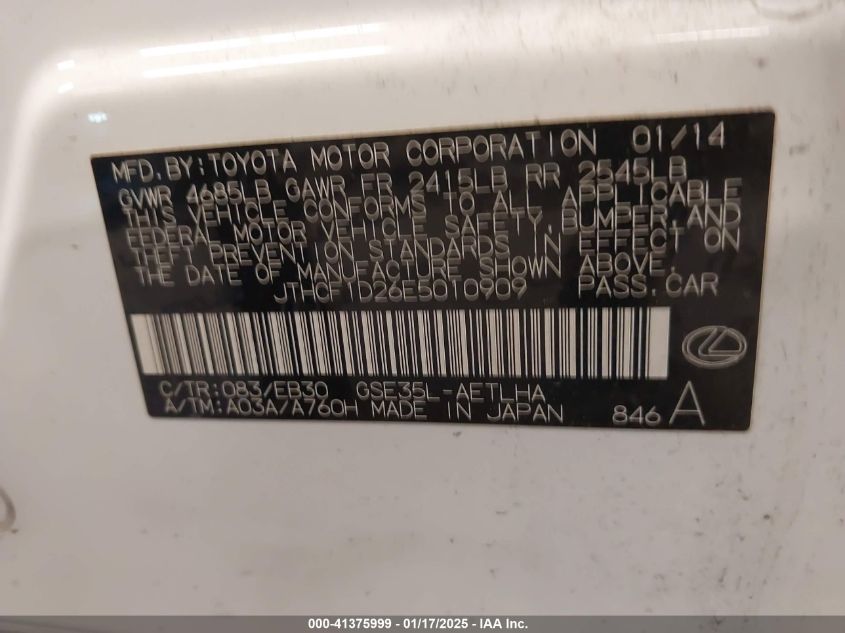 MFD. BY: TOYOTA MOTOR CORPORATION 01/14
GVWR 4685LB GAWR FR 2415LB RR 2545LB
THIS VEHICLE CONFORMS TO ALL APPLICABLE
FEDERAL MOTOR VEHICLE SAFETY, BUMPER, AND
THEFT PREVENTION STANDARDS IN EFFECT ON
THE DATE OF MANUFACTURE SHOWN ABOVE.
JTHCF1D26E5010909 PASS. CAR
C/TR: 083/EB30 GSE35L-AETLHA
A/TM: A03A/A760H MADE IN JAPAN 846 A
000-41375999 - 01/17/2025 - IAA Inc.